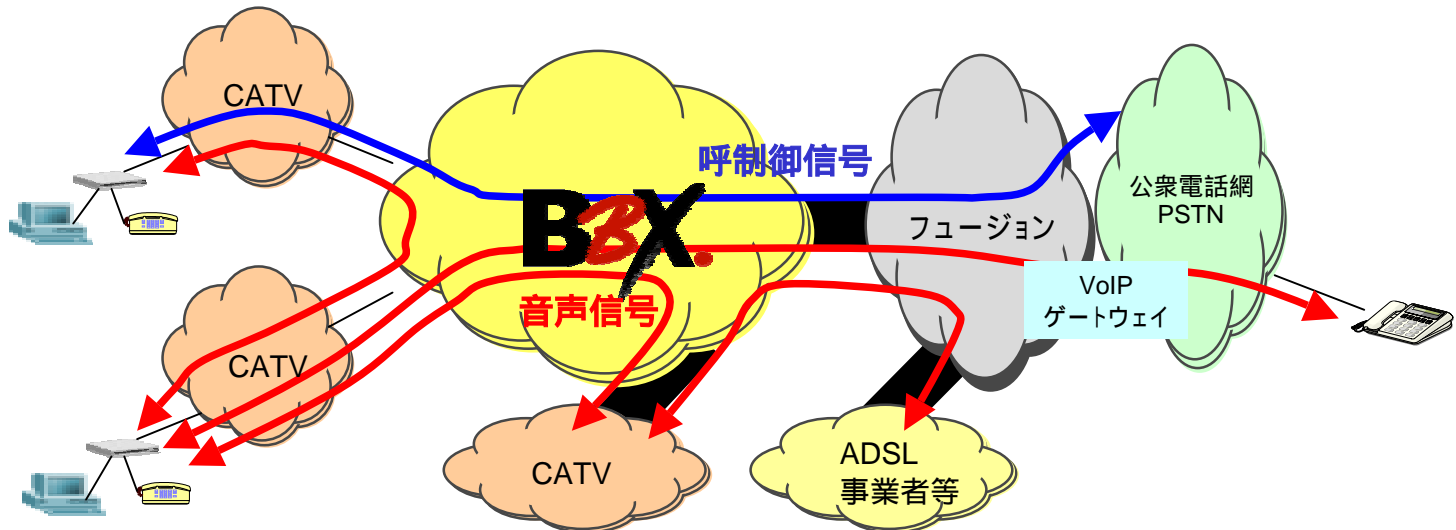 CATV
呼制御信号
BBX.
公衆電話網
PSTN
フュージョン
VoIP
ゲートウェイ
音声信号
CATV
CATV
ADSL
事業者等